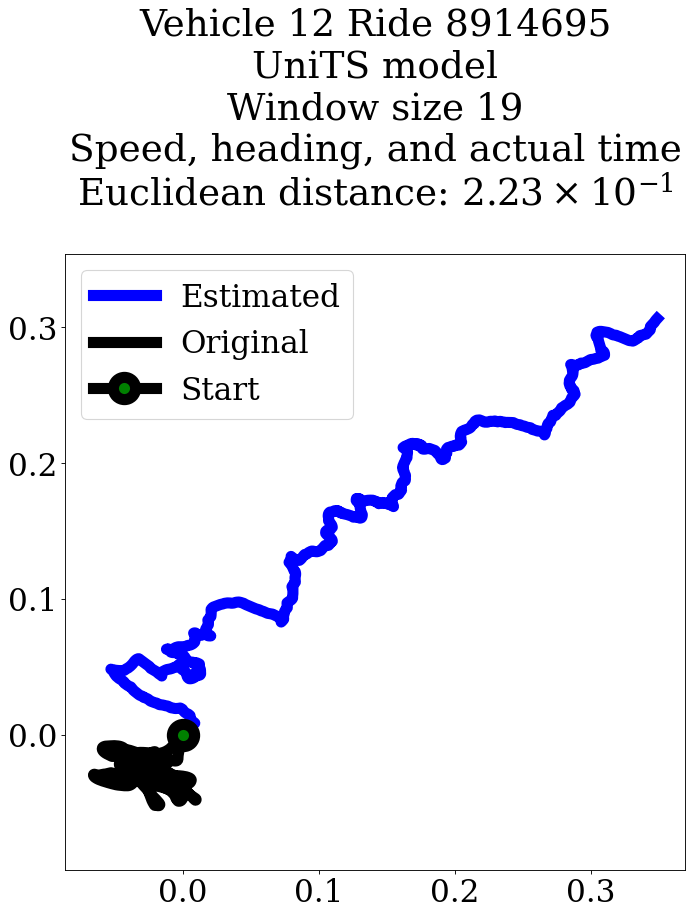 Vehicle 12 Ride 8914695
UniTS model
Window size 19
Speed, heading, and actual time
Euclidean distance: 2.23 × 10⁻¹
Estimated
Original
Start
0.3
0.2
0.1
0.0
0.0 0.1 0.2 0.3